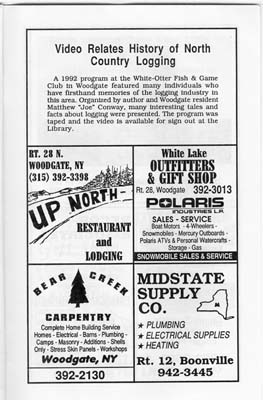 Video Relates History of North
Country Logging
A 1992 program at the White-Otter Fish & Game
Club in Woodgate featured many individuals who
have firsthand memories of the logging industry in
this area. Organized by author and Woodgate resident
Matthew "Joe" Conway, many interesting tales and
facts about logging were presented. The program was
taped and the video is available for sign out at the
Library.
RT. 28 N.
WOODGATE, NY
(315) 392-3398
UP NORTH-
RESTAURANT
and
LODGING
White Lake
OUTFITTERS
& GIFT SHOP
Rt. 28, Woodgate 392-3013
POLARIS
INDUSTRIES L.P.
SALES - SERVICE
Boat Motors - 4-Wheelers -
Snowmobiles - Mercury Outboards -
Polaris ATVs & Personal Watercrafts -
Storage - Gas
SNOWMOBILE SALES & SERVICE
BEAR CREEK
CARPENTRY
Complete Home Building Service
Homes - Electrical - Barns - Plumbing -
Camps - Masonry - Additions - Shells
Only - Stress Skin Panels - Workshops
Woodgate, NY
392-2130
MIDSTATE
SUPPLY
CO.
★ PLUMBING
★ ELECTRICAL SUPPLIES
★ HEATING
Rt. 12, Boonville
942-3445